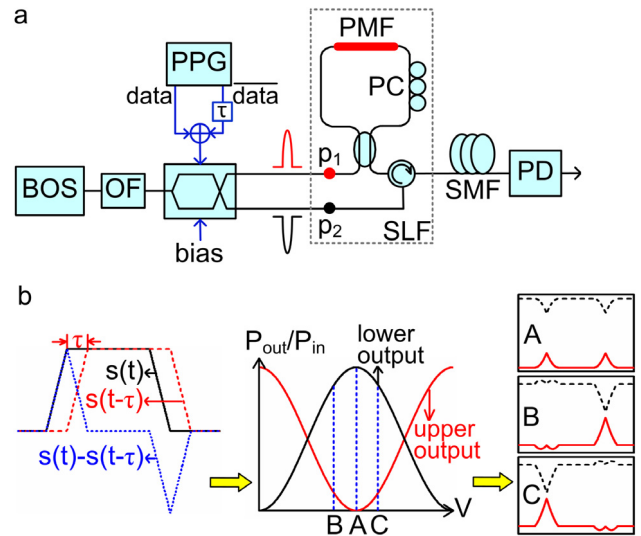 a
PMF
PPG
PC
data
data
τ
p1
BOS
OF
SMF
PD
p2
bias
SLF
b
τ
s(t)
s(t-τ)
s(t)-s(t-τ)
Pout/Pin
lower
output
upper
output
V
B A C
A
B
C